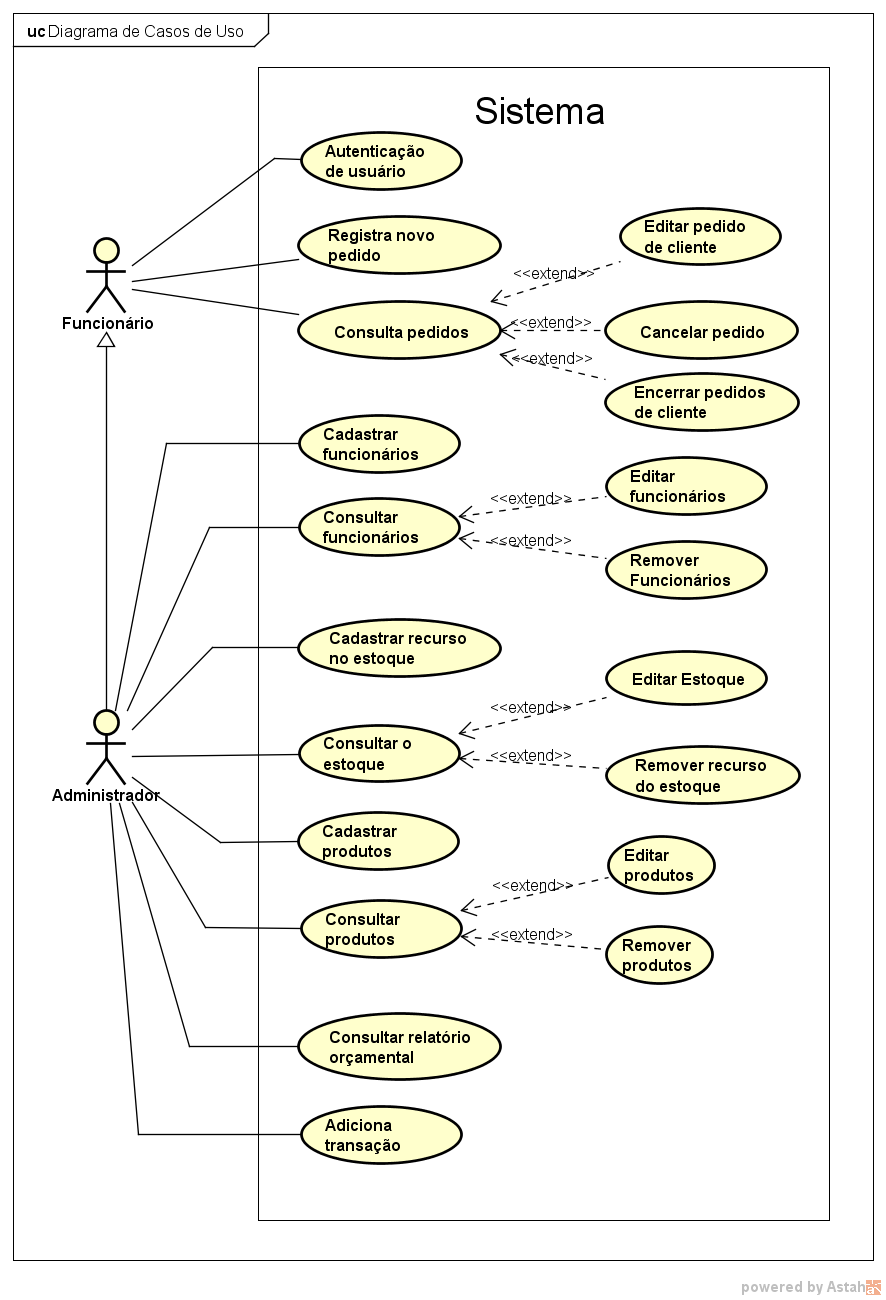 uc Diagrama de Casos de Uso
Sistema
Autenticação
de usuário
Registra novo
pedido
Editar pedido
de cliente
<<extend>>
Funcionário
Consulta pedidos
<<extend>>
Cancelar pedido
<<extend>>
Encerrar pedidos
de cliente
Cadastrar
funcionários
Editar
funcionários
<<extend>>
Consultar
funcionários
<<extend>>
Remover
Funcionários
Cadastrar recurso
no estoque
Editar Estoque
<<extend>>
Consultar o
estoque
<<extend>>
Remover recurso
do estoque
Administrador
Cadastrar
produtos
Editar
produtos
<<extend>>
Consultar
produtos
<<extend>>
Remover
produtos
Consultar relatório
orçamental
Adiciona
transação
powered by Astah